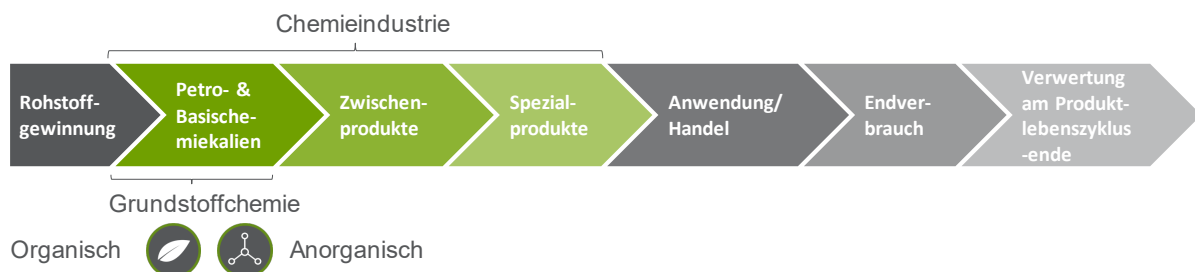 Chemieindustrie
Rohstoff-
gewinnung
Petro- &
Basische-
miekalien
Zwischen-
produkte
Spezial-
produkte
Anwendung/
Handel
Endver-
brauch
Verwertung
am Produkt-
lebenszyklus
-ende
Grundstoffchemie
Organisch
Anorganisch